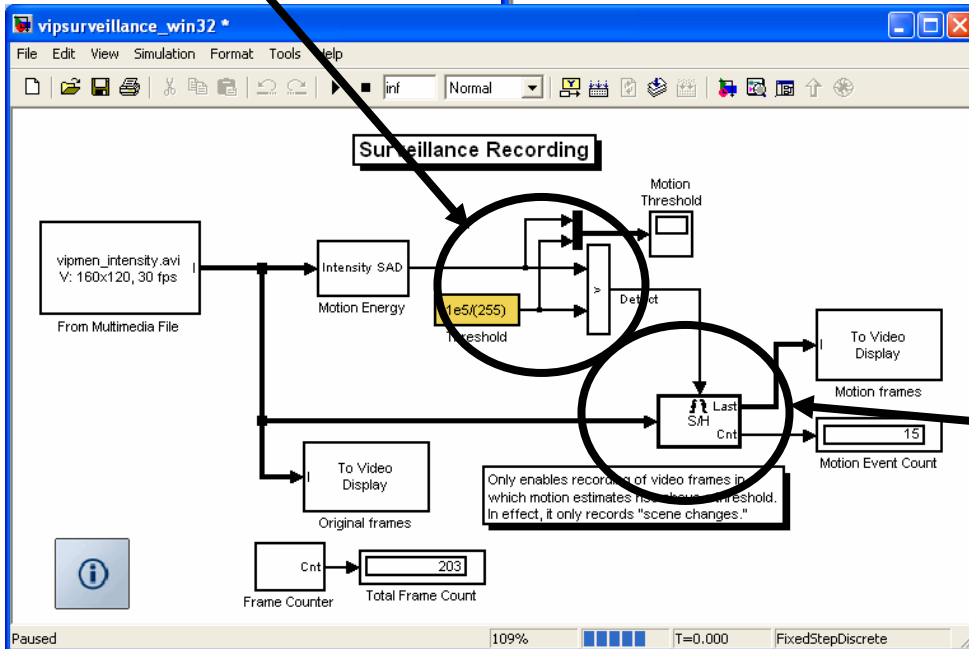 vipsurveillance_win32 *
File Edit View Simulation Format Tools Help
inf Normal
Surveillance Recording
Motion
Threshold
vipmen_intensity.avi
V: 160x120, 30 fps
I
From Multimedia File
Intensity SAD
Motion Energy
1e5/(255)
Threshold
>
Detect
I
To Video
Display
Motion frames
S/H
Last
Cnt
15
Motion Event Count
I
To Video
Display
Original frames
Only enables recording of video frames in
which motion estimates rise above a threshold.
In effect, it only records "scene changes."
Cnt
Frame Counter
203
Total Frame Count
Paused 109% T=0.000 FixedStepDiscrete